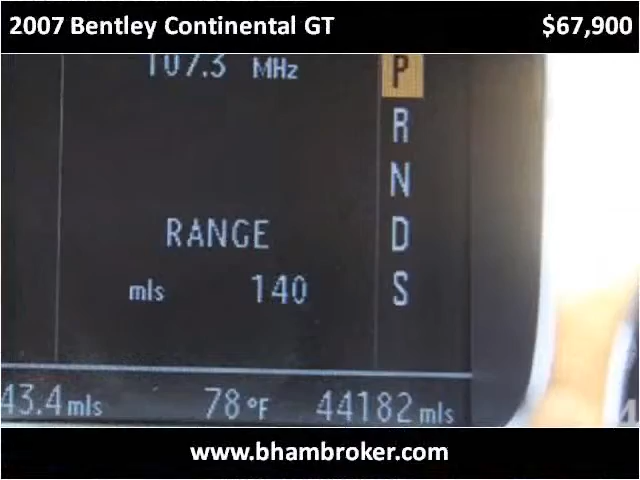 2007 Bentley Continental GT $67,900
107.3 MHz P
R
N
RANGE D
mls 140 S
43.4 mls 78°F 44182 mls
www.bhambroker.com